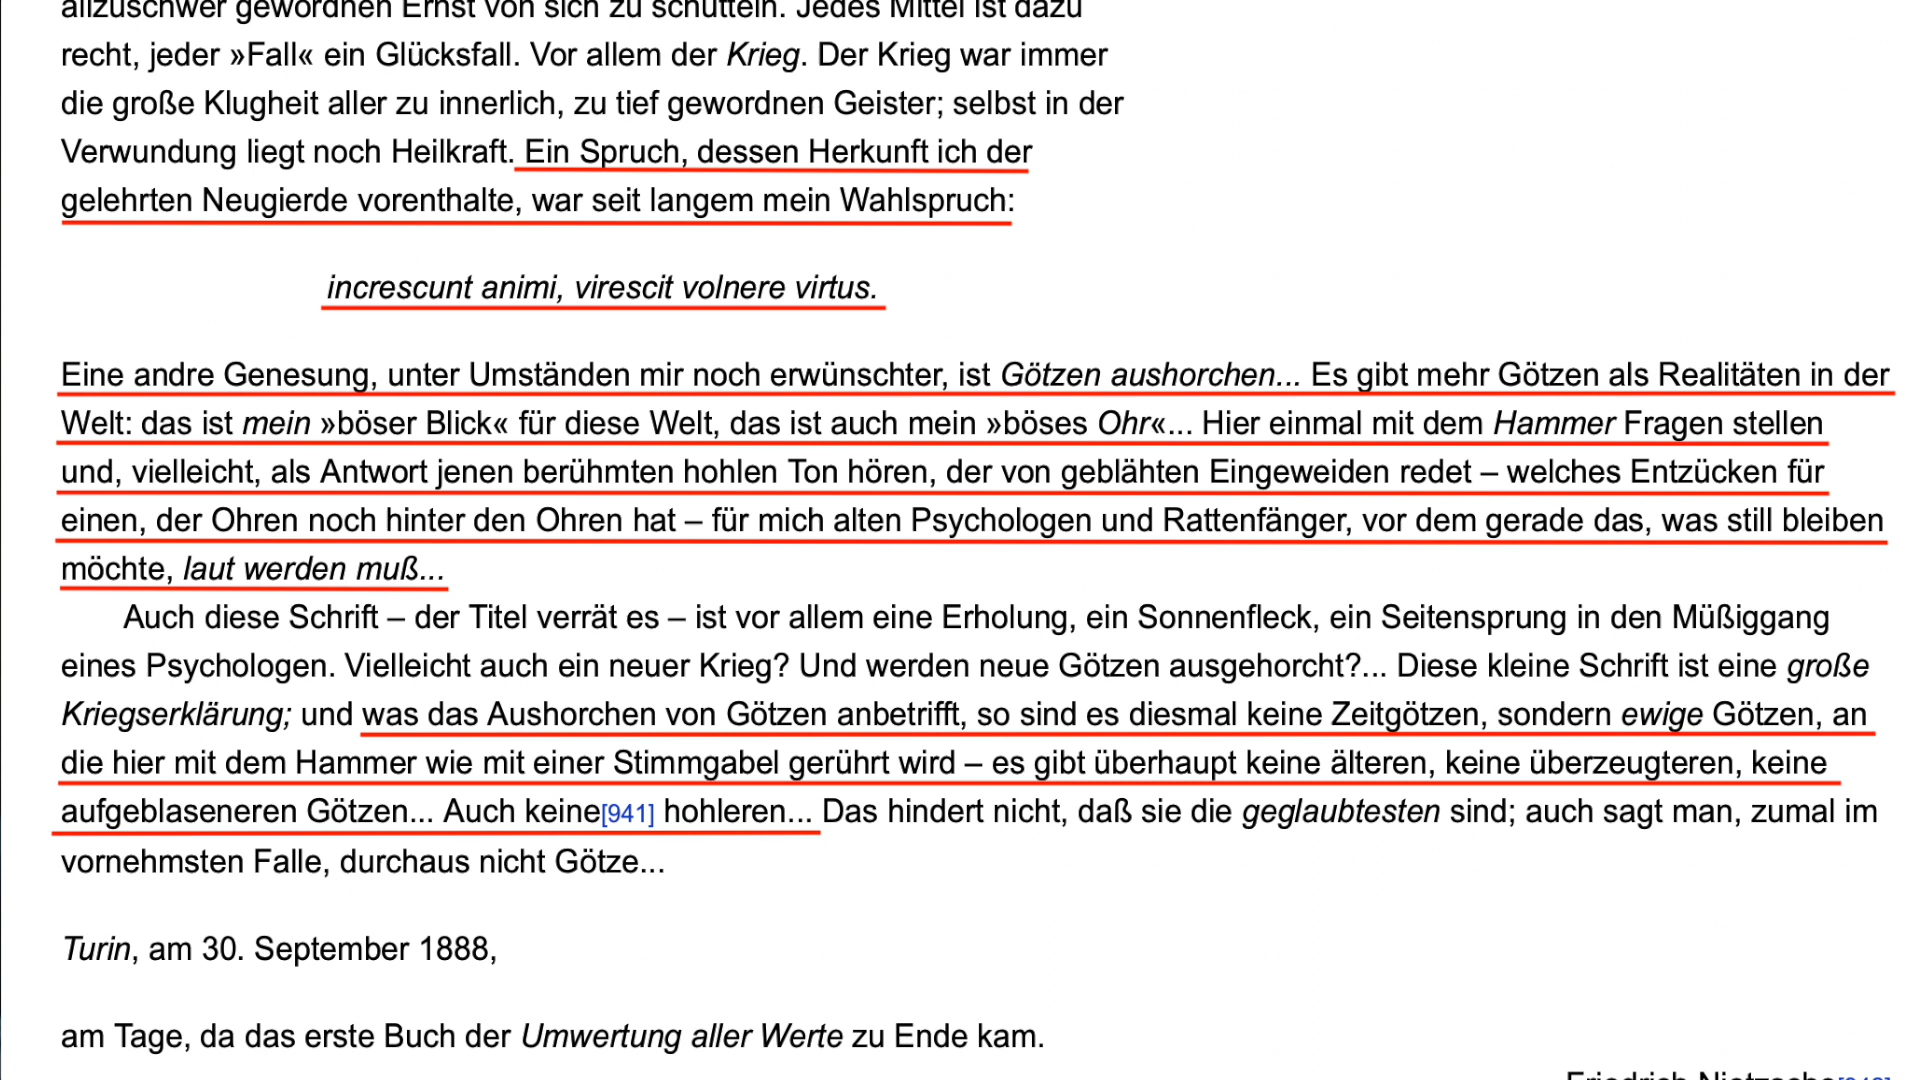 allzuschwer gewordnen Ernst von sich zu schütteln. Jedes Mittel ist dazu
recht, jeder »Fall« ein Glücksfall. Vor allem der Krieg. Der Krieg war immer
die große Klugheit aller zu innerlich, zu tief gewordnen Geister; selbst in der
Verwundung liegt noch Heilkraft. Ein Spruch, dessen Herkunft ich der
gelehrten Neugierde vorenthalte, war seit langem mein Wahlspruch:
increscunt animi, virescit volnere virtus.
Eine andre Genesung, unter Umständen mir noch erwünschter, ist Götzen aushorchen... Es gibt mehr Götzen als Realitäten in der
Welt: das ist mein »böser Blick« für diese Welt, das ist auch mein »böses Ohr«... Hier einmal mit dem Hammer Fragen stellen
und, vielleicht, als Antwort jenen berühmten hohlen Ton hören, der von geblähten Eingeweiden redet – welches Entzücken für
einen, der Ohren noch hinter den Ohren hat – für mich alten Psychologen und Rattenfänger, vor dem gerade das, was still bleiben
möchte, laut werden muß...
Auch diese Schrift – der Titel verrät es – ist vor allem eine Erholung, ein Sonnenfleck, ein Seitensprung in den Müßiggang
eines Psychologen. Vielleicht auch ein neuer Krieg? Und werden neue Götzen ausgehorcht?... Diese kleine Schrift ist eine große
Kriegserklärung; und was das Aushorchen von Götzen anbetrifft, so sind es diesmal keine Zeitgötzen, sondern ewige Götzen, an
die hier mit dem Hammer wie mit einer Stimmgabel gerührt wird – es gibt überhaupt keine älteren, keine überzeugteren, keine
aufgeblaseneren Götzen... Auch keine[941] hohleren... Das hindert nicht, daß sie die geglaubtesten sind; auch sagt man, zumal im
vornehmsten Falle, durchaus nicht Götze...
Turin, am 30. September 1888,
am Tage, da das erste Buch der Umwertung aller Werte zu Ende kam.
Friedrich Nietzsche